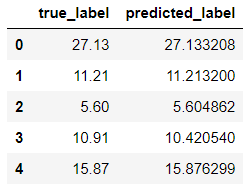 true_label predicted_label
0 27.13 27.133208
1 11.21 11.213200
2 5.60 5.604862
3 10.91 10.420540
4 15.87 15.876299